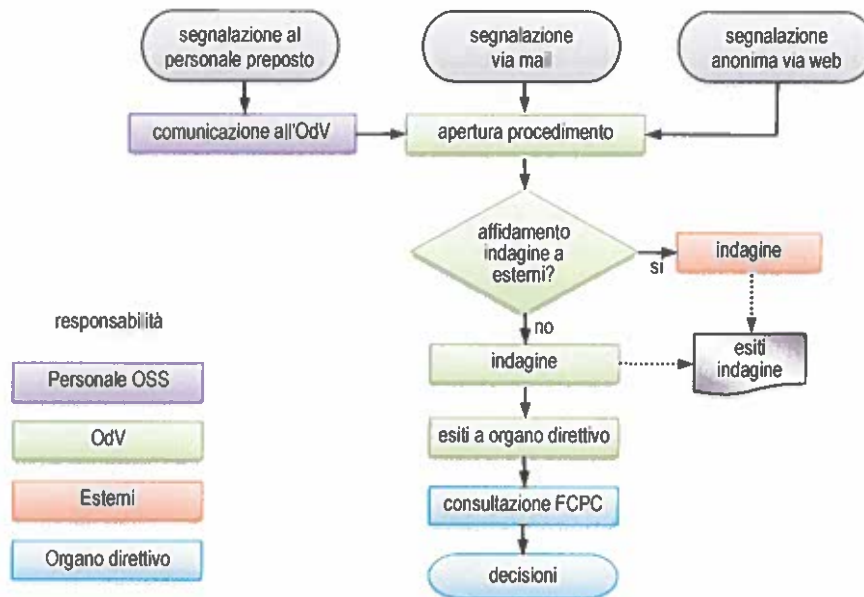 segnalazione al
personale preposto
segnalazione
via mail
segnalazione
anonima via web
comunicazione all'OdV
apertura procedimento
affidamento
indagine a
esterni?
si
indagine
no
indagine
esiti
indagine
esiti a organo direttivo
consultazione FCPC
decisioni
responsabilità
Personale OSS
OdV
Esterni
Organo direttivo